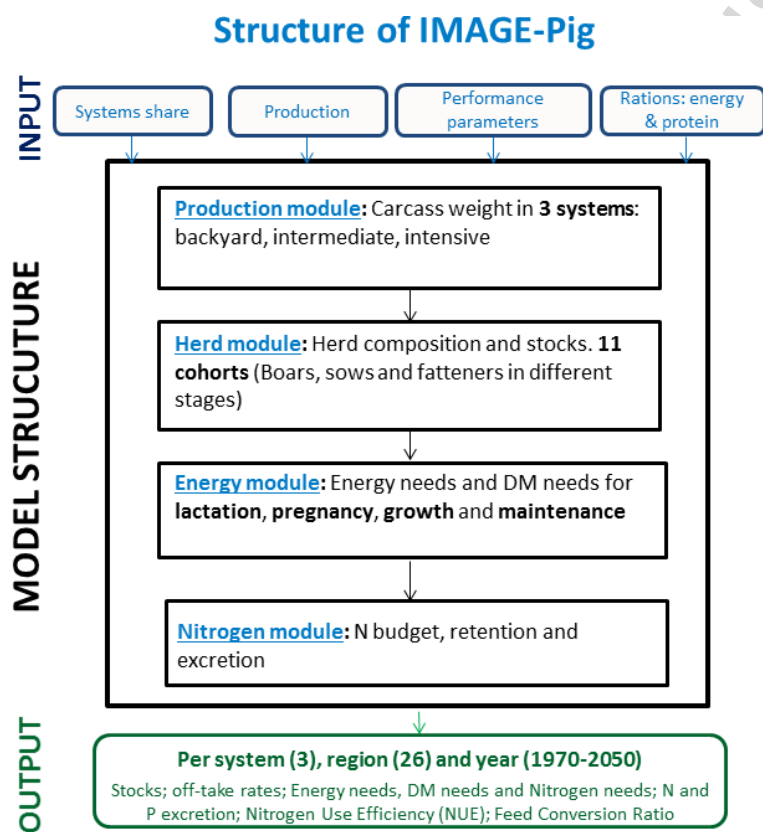 Structure of IMAGE-Pig
INPUT
Systems share
Production
Performance
parameters
Rations: energy
& protein
MODEL STRUCUTURE
Production module: Carcass weight in 3 systems:
backyard, intermediate, intensive
Herd module: Herd composition and stocks. 11
cohorts (Boars, sows and fatteners in different
stages)
Energy module: Energy needs and DM needs for
lactation, pregnancy, growth and maintenance
Nitrogen module: N budget, retention and
excretion
OUTPUT
Per system (3), region (26) and year (1970-2050)
Stocks; off-take rates; Energy needs, DM needs and Nitrogen needs; N and
P excretion; Nitrogen Use Efficiency (NUE); Feed Conversion Ratio